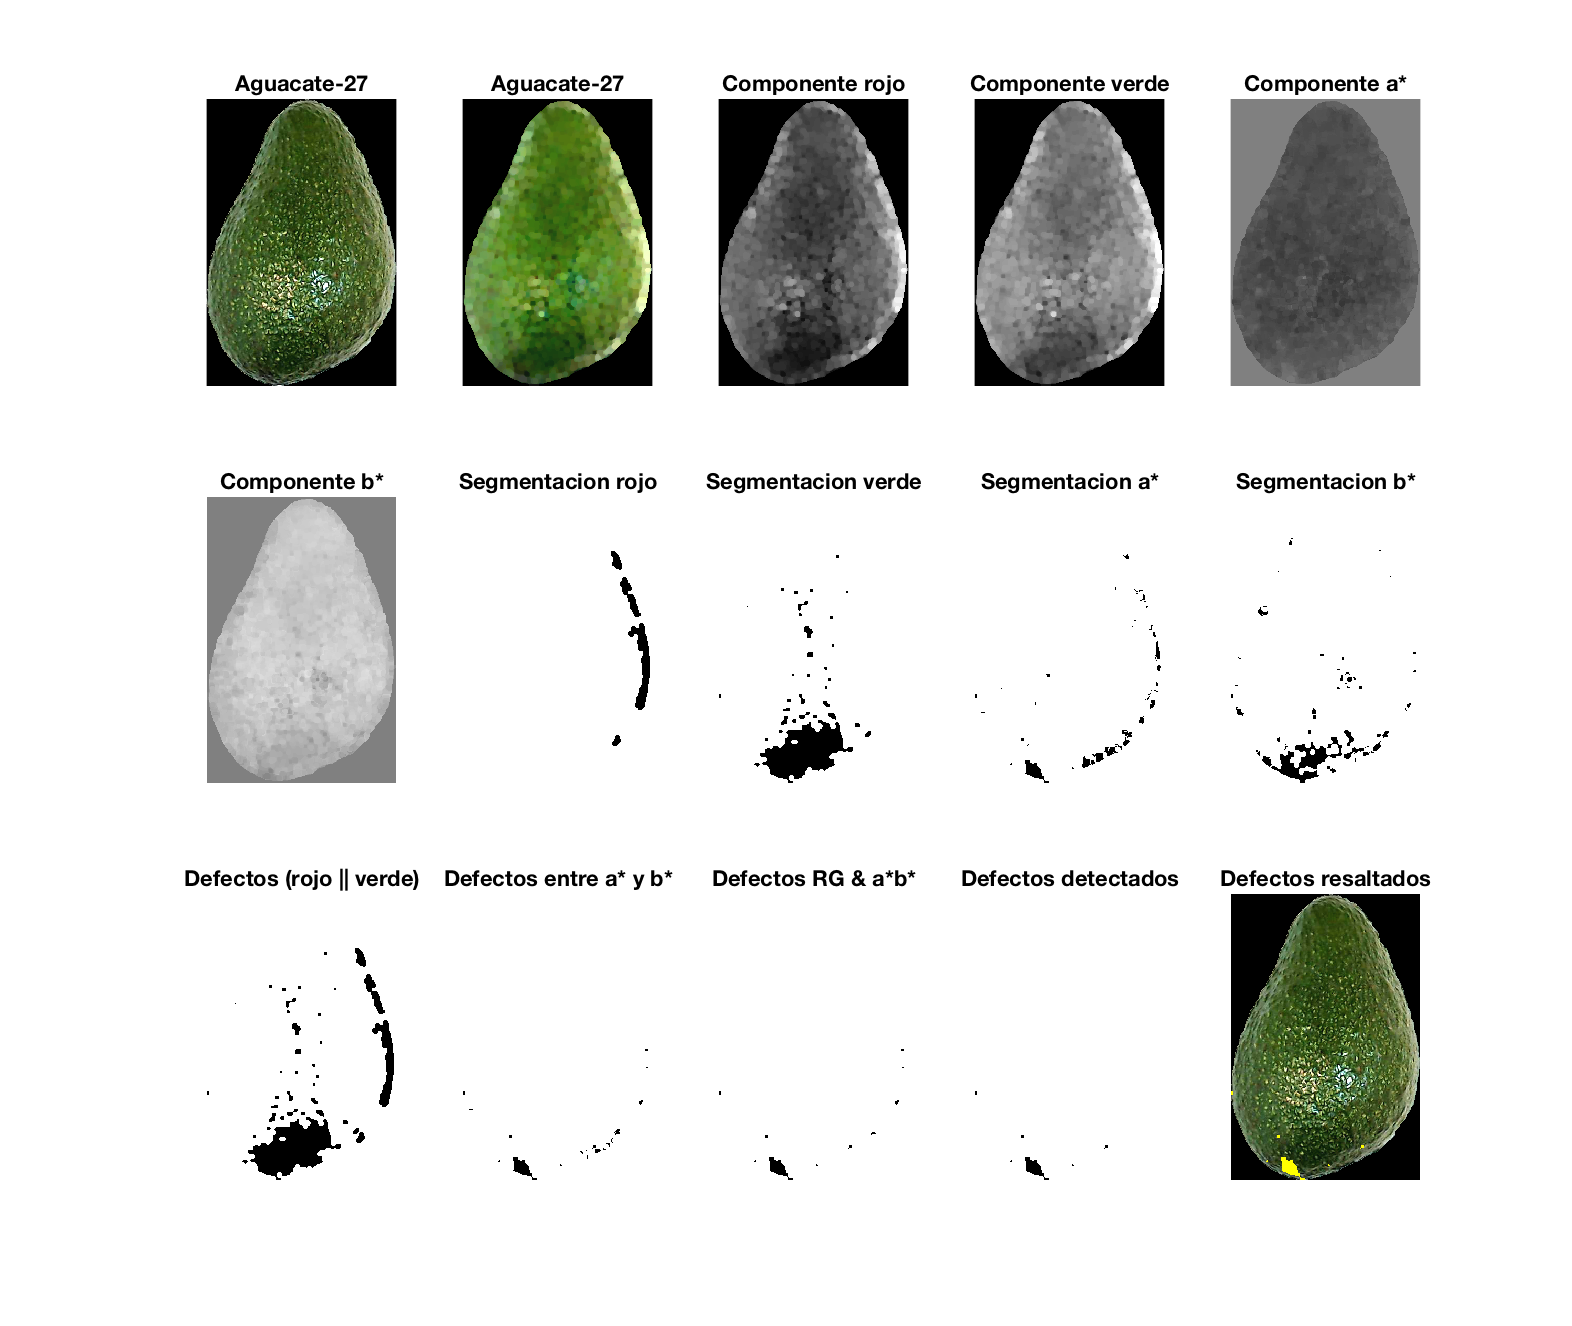 Aguacate-27
Aguacate-27
Componente rojo
Componente verde
Componente a*
Componente b*
Segmentacion rojo
Segmentacion verde
Segmentacion a*
Segmentacion b*
Defectos (rojo || verde)
Defectos entre a* y b*
Defectos RG & a*b*
Defectos detectados
Defectos resaltados